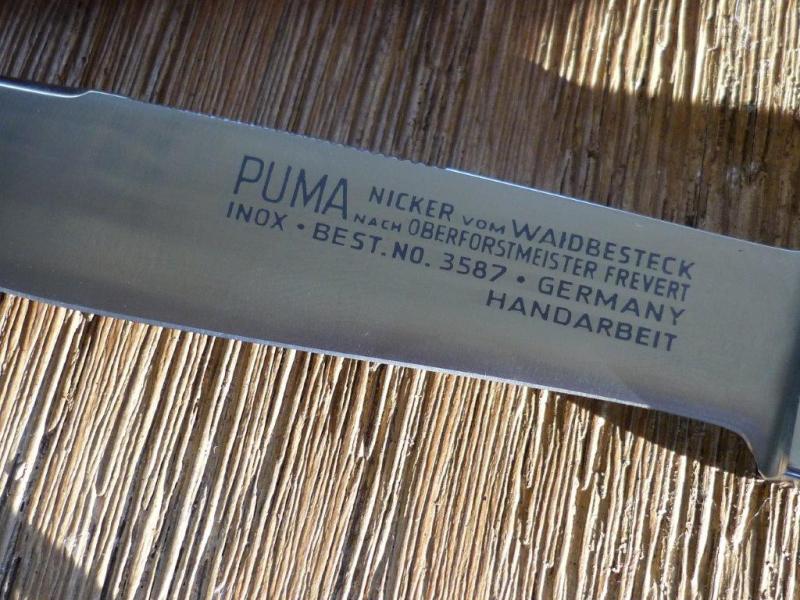 PUMA NICKER VOM WAIDBESTECK
NACH OBERFORSTMEISTER FREVERT
INOX • BEST.NO. 3587 • GERMANY
HANDARBEIT